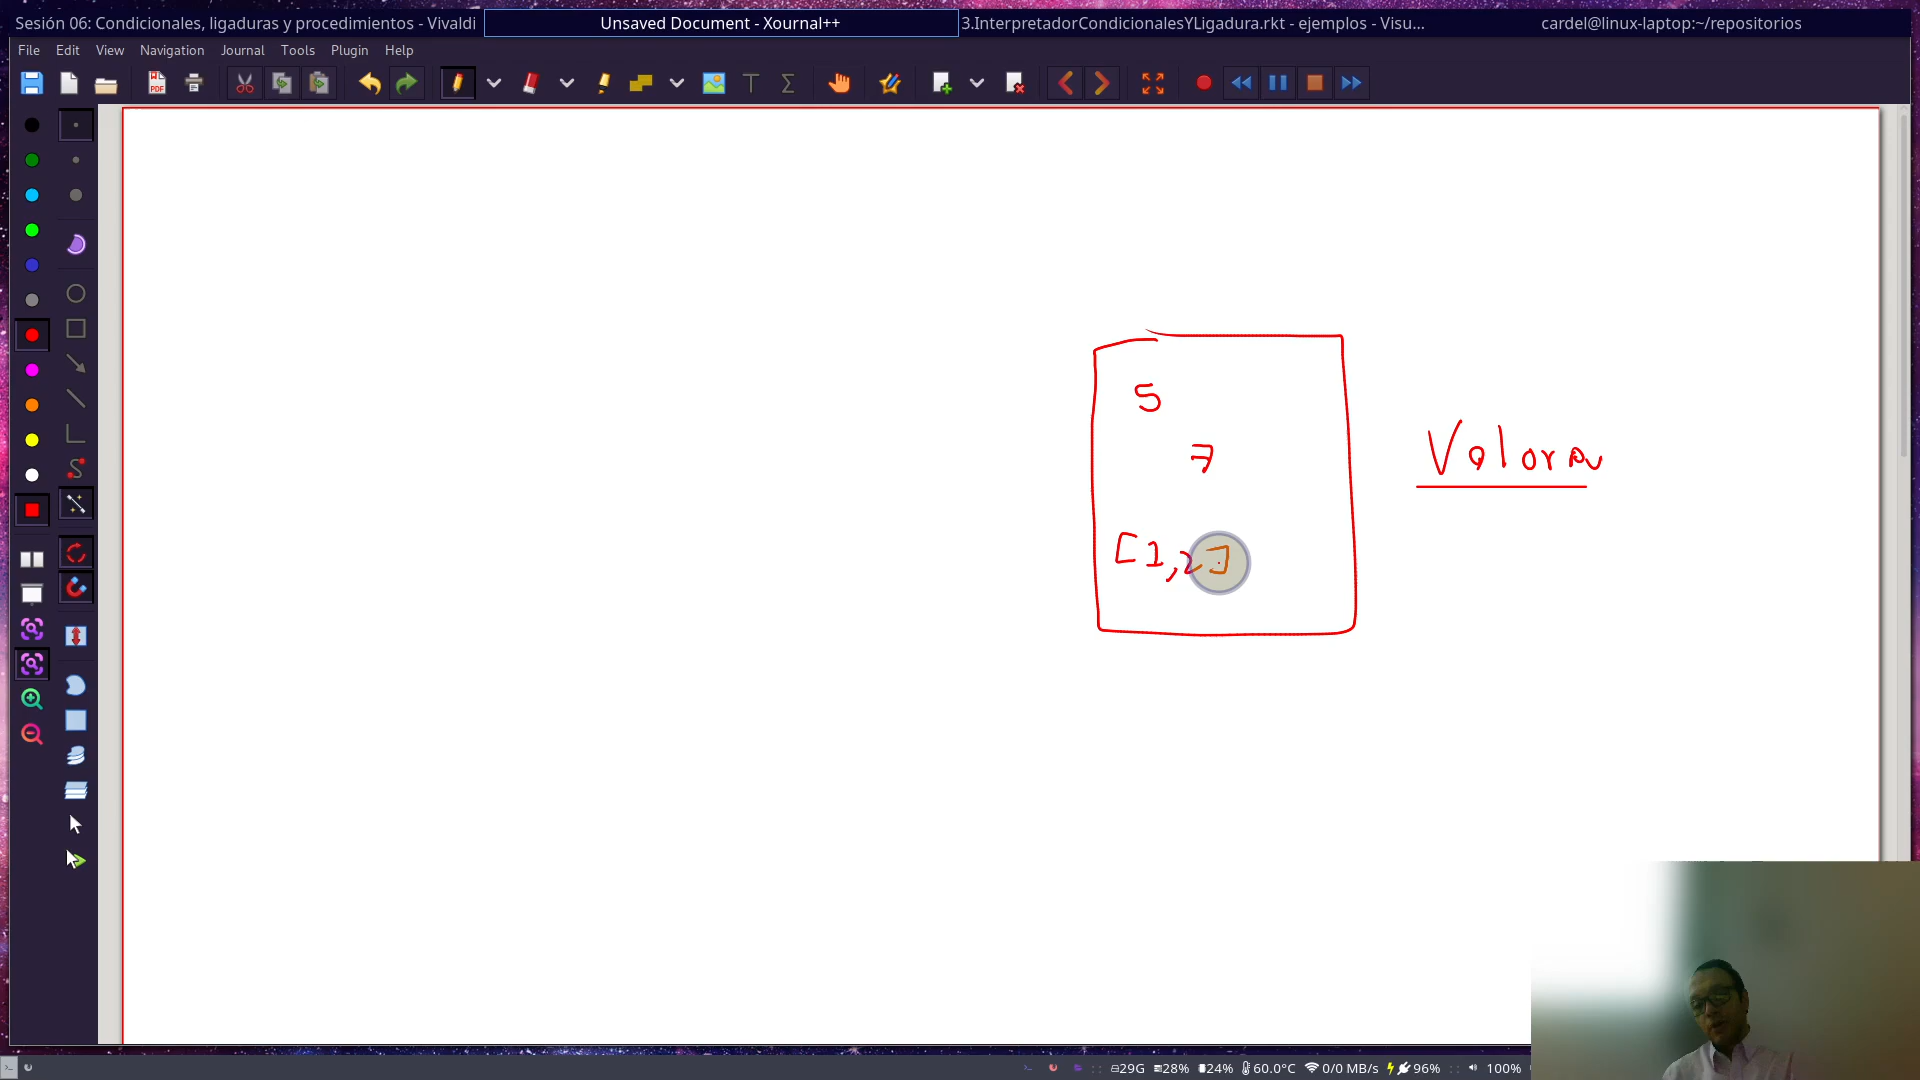 Sesión 06: Condicionales, ligaduras y procedimientos - Vivaldi
Unsaved Document - Xournal++
3.InterpretadorCondicionalesYLigadura.rkt - ejemplos - Visu...
cardel@linux-laptop:~/repositorios
File Edit View Navigation Journal Tools Plugin Help
5
7
[1,2]
Valores
29G 28% 24% 60.0°C 0/0 MB/s 96% 100%